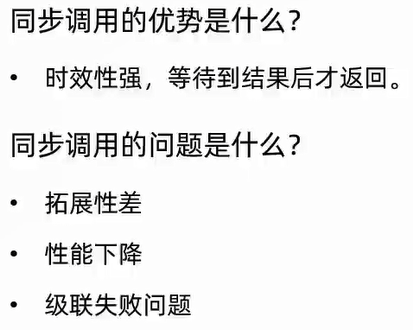 同步调用的优势是什么？
• 时效性强，等待到结果后才返回。
同步调用的问题是什么？
• 拓展性差
• 性能下降
• 级联失败问题